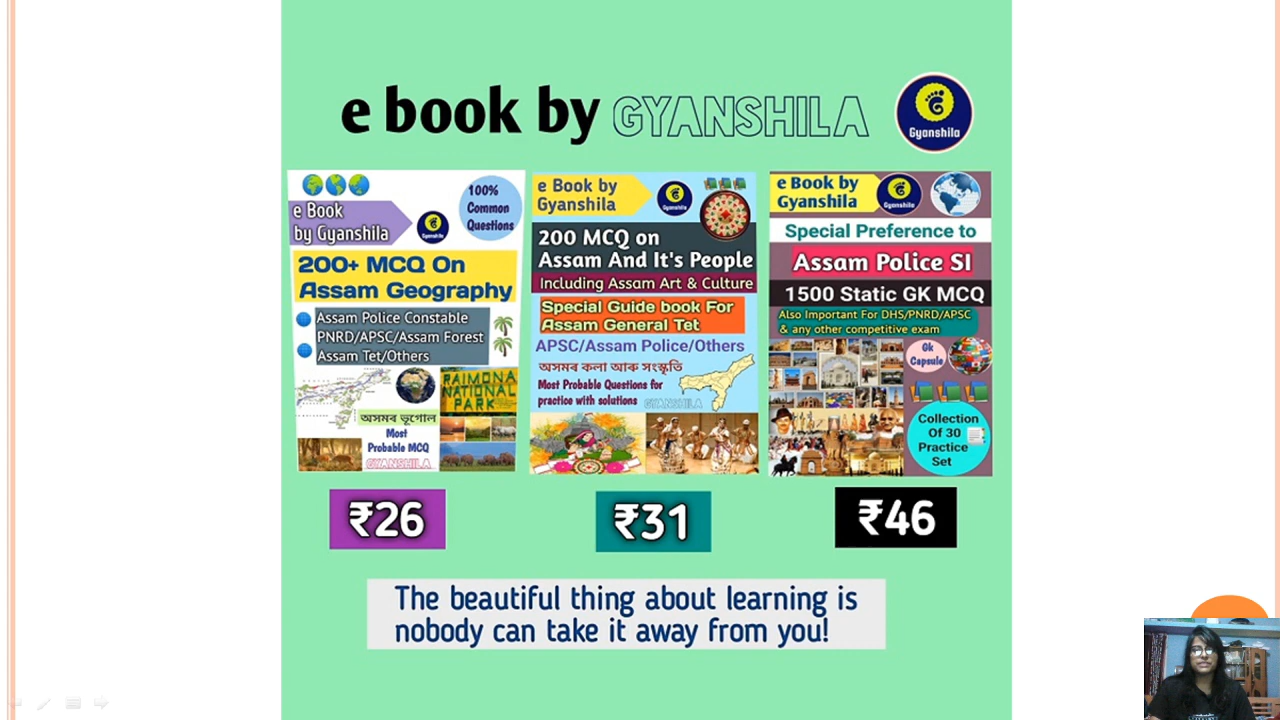 e book by GYANSHILA
Gyanshila
100%
Common
Questions
e Book
by Gyanshila
Gyanshila
200+ MCQ On
Assam Geography
Assam Police Constable
PNRD/APSC/Assam Forest
Assam Tet/Others
RAIMONA
NATIONAL
PARK
অসমৰ ভূগোল
Most
Probable MCQ
GYANSHILA
e Book by
Gyanshila
Gyanshila
200 MCQ on
Assam And It's People
Including Assam Art & Culture
Special Guide book For
Assam General Tet
APSC/Assam Police/Others
অসমৰ কলা আৰু সংস্কৃতি
Most Probable Questions for
practice with solutions
GYANSHILA
e Book by
Gyanshila
Gyanshila
Special Preference to
Assam Police SI
1500 Static GK MCQ
Also Important For DHS/PNRD/APSC
& any other competitive exam
Gk
Capsule
Collection
Of 30
Practice
Set
₹26
₹31
₹46
The beautiful thing about learning is
nobody can take it away from you!